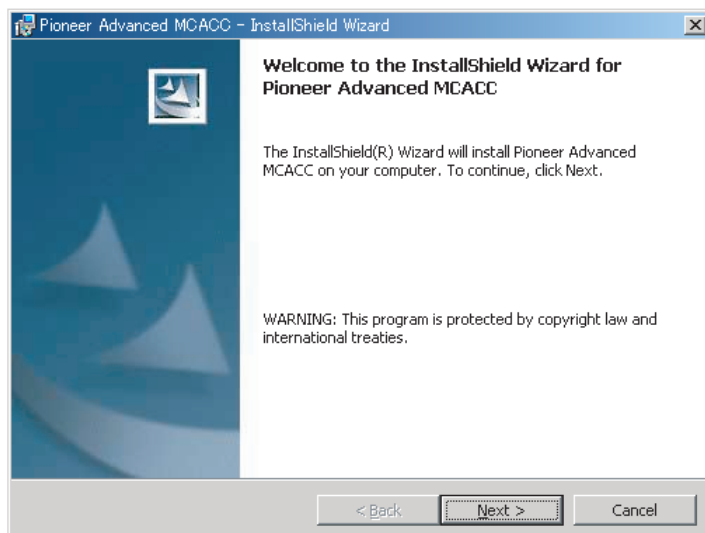 Pioneer Advanced MCACC - InstallShield Wizard
Welcome to the InstallShield Wizard for
Pioneer Advanced MCACC
The InstallShield(R) Wizard will install Pioneer Advanced
MCACC on your computer. To continue, click Next.
WARNING: This program is protected by copyright law and
international treaties.
< Back
Next >
Cancel